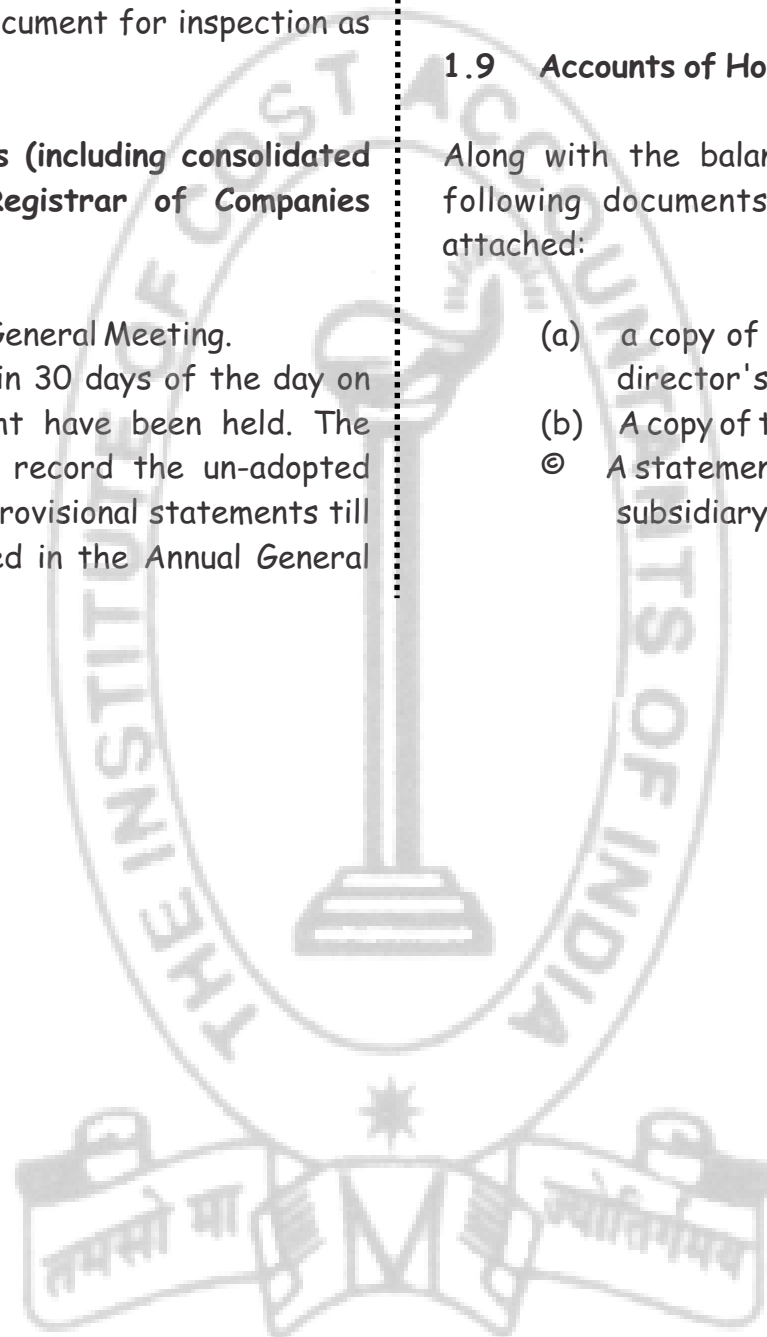 cument for inspection as
s (including consolidated
Registrar of Companies
General Meeting.
in 30 days of the day on
nt have been held. The
record the un-adopted
rovisional statements till
ed in the Annual General
1.9 Accounts of Ho
Along with the balan
following documents
attached:
(a) a copy of
director's
(b) A copy of t
© A statemen
subsidiary
THE INSTITUTE OF COST ACCOUNTANTS OF INDIA
तमसो मा ज्योतिर्गमय